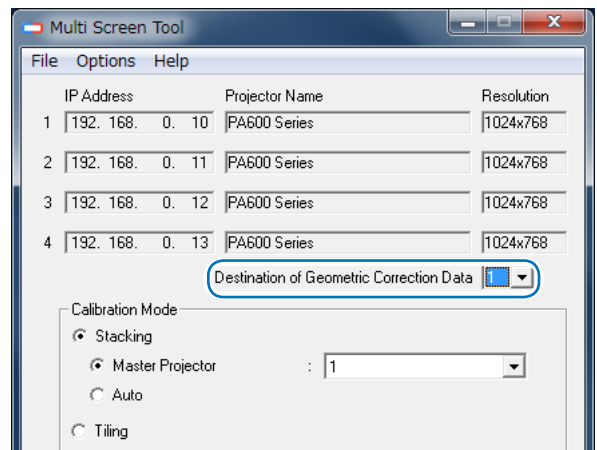 Multi Screen Tool
File Options Help
IP Address Projector Name Resolution
1 192. 168. 0. 10 PA600 Series 1024x768
2 192. 168. 0. 11 PA600 Series 1024x768
3 192. 168. 0. 12 PA600 Series 1024x768
4 192. 168. 0. 13 PA600 Series 1024x768
Destination of Geometric Correction Data 1
Calibration Mode
Stacking
Master Projector : 1
Auto
Tiling